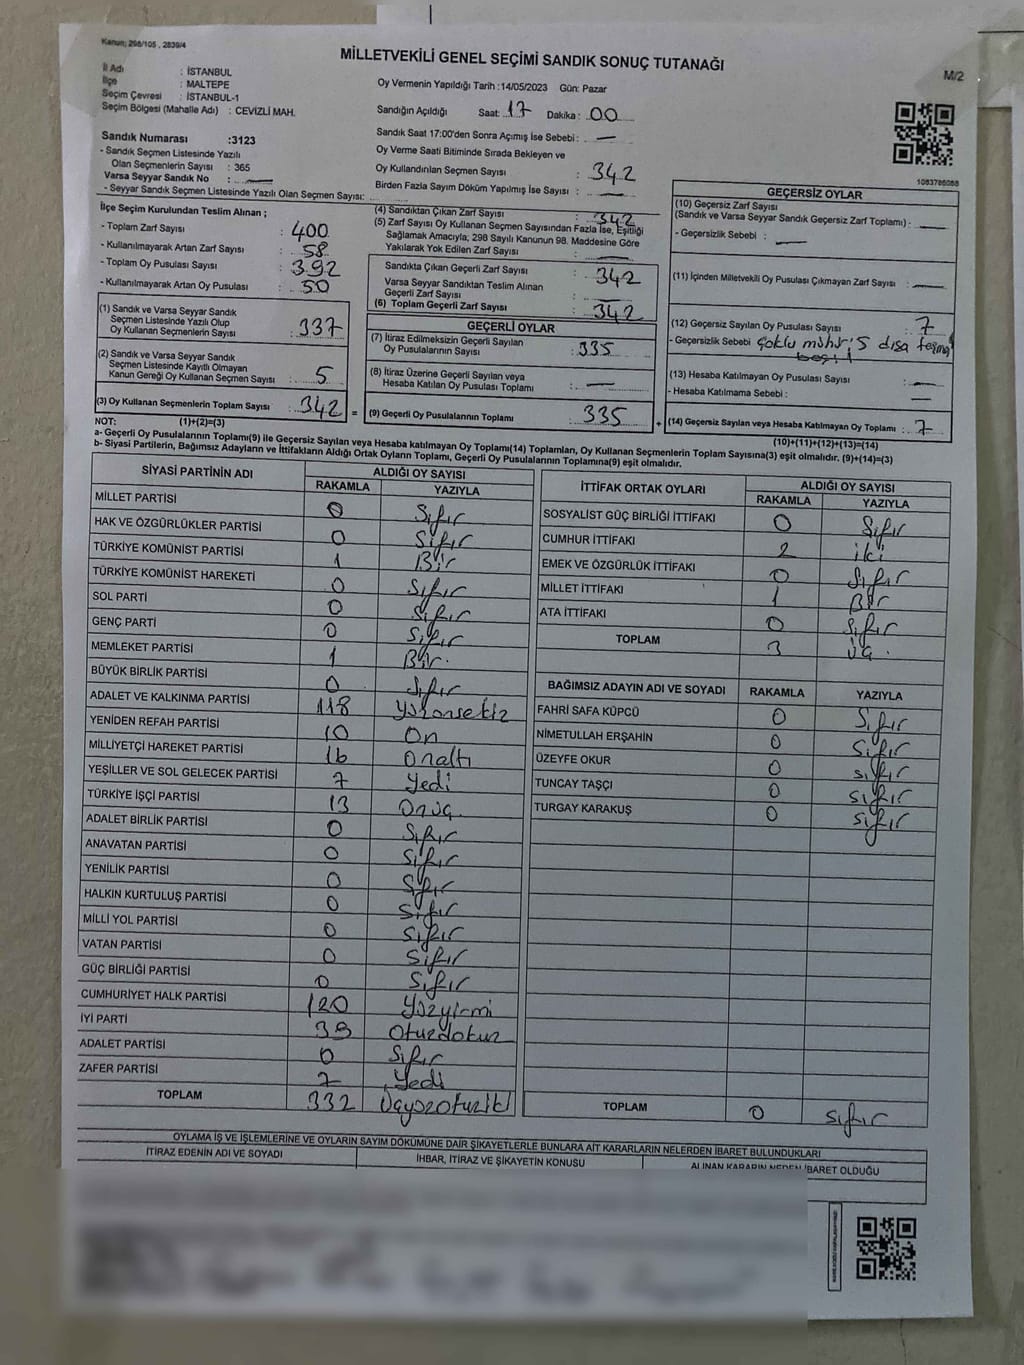 Kanun; 298/105 , 2839/4
MİLLETVEKİLİ GENEL SEÇİMİ SANDIK SONUÇ TUTANAĞI
M/2
İl Adı : İSTANBUL
İlçe : MALTEPE
Seçim Çevresi : İSTANBUL-1
Seçim Bölgesi (Mahalle Adı) : CEVİZLİ MAH.
Oy Vermenin Yapıldığı Tarih :14/05/2023 Gün: Pazar
Sandığın Açıldığı Saat: 17 Dakika: 00
Sandık Saat 17:00'den Sonra Açımış İse Sebebi : —
Oy Verme Saati Bitiminde Sırada Bekleyen ve
Oy Kullandırılan Seçmen Sayısı : 342
Birden Fazla Sayım Döküm Yapılmış İse Sayısı : —
Sandık Numarası :3123
- Sandık Seçmen Listesinde Yazılı
Olan Seçmenlerin Sayısı : 365
Varsa Seyyar Sandık No : —
- Seyyar Sandık Seçmen Listesinde Yazılı Olan Seçmen Sayısı:
1083786088
İlçe Seçim Kurulundan Teslim Alınan ;
- Toplam Zarf Sayısı : 400
- Kullanılmayarak Artan Zarf Sayısı : 58
- Toplam Oy Pusulası Sayısı : 392
- Kullanılmayarak Artan Oy Pusulası : 50
(1) Sandık ve Varsa Seyyar Sandık
Seçmen Listesinde Yazılı Olup
Oy Kullanan Seçmenlerin Sayısı : 337
(2) Sandık ve Varsa Seyyar Sandık
Seçmen Listesinde Kayıtlı Olmayan
Kanun Gereği Oy Kullanan Seçmen Sayısı : 5
(3) Oy Kullanan Seçmenlerin Toplam Sayısı : 342 =
(4) Sandıktan Çıkan Zarf Sayısı : 342
(5) Zarf Sayısı Oy Kullanan Seçmen Sayısından Fazla İse, Eşitliği
Sağlamak Amacıyla, 298 Sayılı Kanunun 98. Maddesine Göre
Yakılarak Yok Edilen Zarf Sayısı : —
Sandıkta Çıkan Geçerli Zarf Sayısı : 342
Varsa Seyyar Sandıktan Teslim Alınan
Geçerli Zarf Sayısı : —
(6) Toplam Geçerli Zarf Sayısı : 342
GEÇERLİ OYLAR
(7) İtiraz Edilmeksizin Geçerli Sayılan
Oy Pusulalarının Sayısı : 335
(8) İtiraz Üzerine Geçerli Sayılan veya
Hesaba Katılan Oy Pusulası Toplamı : —
(9) Geçerli Oy Pusulalarının Toplamı : 335 +
GEÇERSİZ OYLAR
(10) Geçersiz Zarf Sayısı
(Sandık ve Varsa Seyyar Sandık Geçersiz Zarf Toplamı) - —
- Geçersizlik Sebebi : —
(11) İçinden Milletvekili Oy Pusulası Çıkmayan Zarf Sayısı : —
(12) Geçersiz Sayılan Oy Pusulası Sayısı : 7
- Geçersizlik Sebebi çoklu mühür: 5 dışa
(13) Hesaba Katılmayan Oy Pusulası Sayısı : —
- Hesaba Katılmama Sebebi : —
(14) Geçersiz Sayılan veya Hesaba Katılmayan Oy Toplamı : 7
NOT: (1)+(2)=(3) (10)+(11)+(12)+(13)=(14)
a- Geçerli Oy Pusulalarının Toplamı(9) ile Geçersiz Sayılan veya Hesaba katılmayan Oy Toplamı(14) Toplamları, Oy Kullanan Seçmenlerin Toplam Sayısına(3) eşit olmalıdır. (9)+(14)=(3)
b- Siyasi Partilerin, Bağımsız Adayların ve İttifakların Aldığı Ortak Oyların Toplamı, Geçerli Oy Pusulalarının Toplamına(9) eşit olmalıdır.
SİYASİ PARTİNİN ADI ALDIĞI OY SAYISI
RAKAMLA YAZIYLA
MİLLET PARTİSİ 0 Sıfır
HAK VE ÖZGÜRLÜKLER PARTİSİ 0 Sıfır
TÜRKİYE KOMÜNİST PARTİSİ 1 Bir
TÜRKİYE KOMÜNİST HAREKETİ 0 Sıfır
SOL PARTİ 0 Sıfır
GENÇ PARTİ 0 Sıfır
MEMLEKET PARTİSİ 1 Bir.
BÜYÜK BİRLİK PARTİSİ 0 Sıfır
ADALET VE KALKINMA PARTİSİ 118 Yüzonsekiz
YENİDEN REFAH PARTİSİ 10 On
MİLLİYETÇİ HAREKET PARTİSİ 16 Onaltı
YEŞİLLER VE SOL GELECEK PARTİSİ 7 Yedi
TÜRKİYE İŞÇİ PARTİSİ 13 Onüç.
ADALET BİRLİK PARTİSİ 0 Sıfır
ANAVATAN PARTİSİ 0 Sıfır
YENİLİK PARTİSİ 0 Sıfır
HALKIN KURTULUŞ PARTİSİ 0 Sıfır
MİLLİ YOL PARTİSİ 0 Sıfır
VATAN PARTİSİ 0 Sıfır
GÜÇ BİRLİĞİ PARTİSİ 0 Sıfır
CUMHURİYET HALK PARTİSİ 120 Yüzyirmi
İYİ PARTİ 39 Otuzdokuz
ADALET PARTİSİ 0 Sıfır
ZAFER PARTİSİ 7 Yedi
TOPLAM 332 Üçyüzotuziki
İTTİFAK ORTAK OYLARI ALDIĞI OY SAYISI
RAKAMLA YAZIYLA
SOSYALİST GÜÇ BİRLİĞİ İTTİFAKI 0 Sıfır
CUMHUR İTTİFAKI 2 iki
EMEK VE ÖZGÜRLÜK İTTİFAKI 0 Sıfır
MİLLET İTTİFAKI 1 Bir
ATA İTTİFAKI 0 Sıfır
TOPLAM 3 üç.
BAĞIMSIZ ADAYIN ADI VE SOYADI RAKAMLA YAZIYLA
FAHRİ SAFA KÜPCÜ 0 Sıfır
NİMETULLAH ERŞAHİN 0 Sıfır
ÜZEYFE OKUR 0 Sıfır
TUNCAY TAŞÇI 0 Sıfır
TURGAY KARAKUŞ 0 Sıfır
TOPLAM 0 sıfır
OYLAMA İŞ VE İŞLEMLERİNE VE OYLARIN SAYIM DÖKÜMÜNE DAİR ŞİKAYETLERLE BUNLARA AİT KARARLARIN NELERDEN İBARET BULUNDUKLARI
İTİRAZ EDENİN ADI VE SOYADI İHBAR, İTİRAZ VE ŞİKAYETİN KONUSU ALINAN KARARIN NEDEN İBARET OLDUĞU